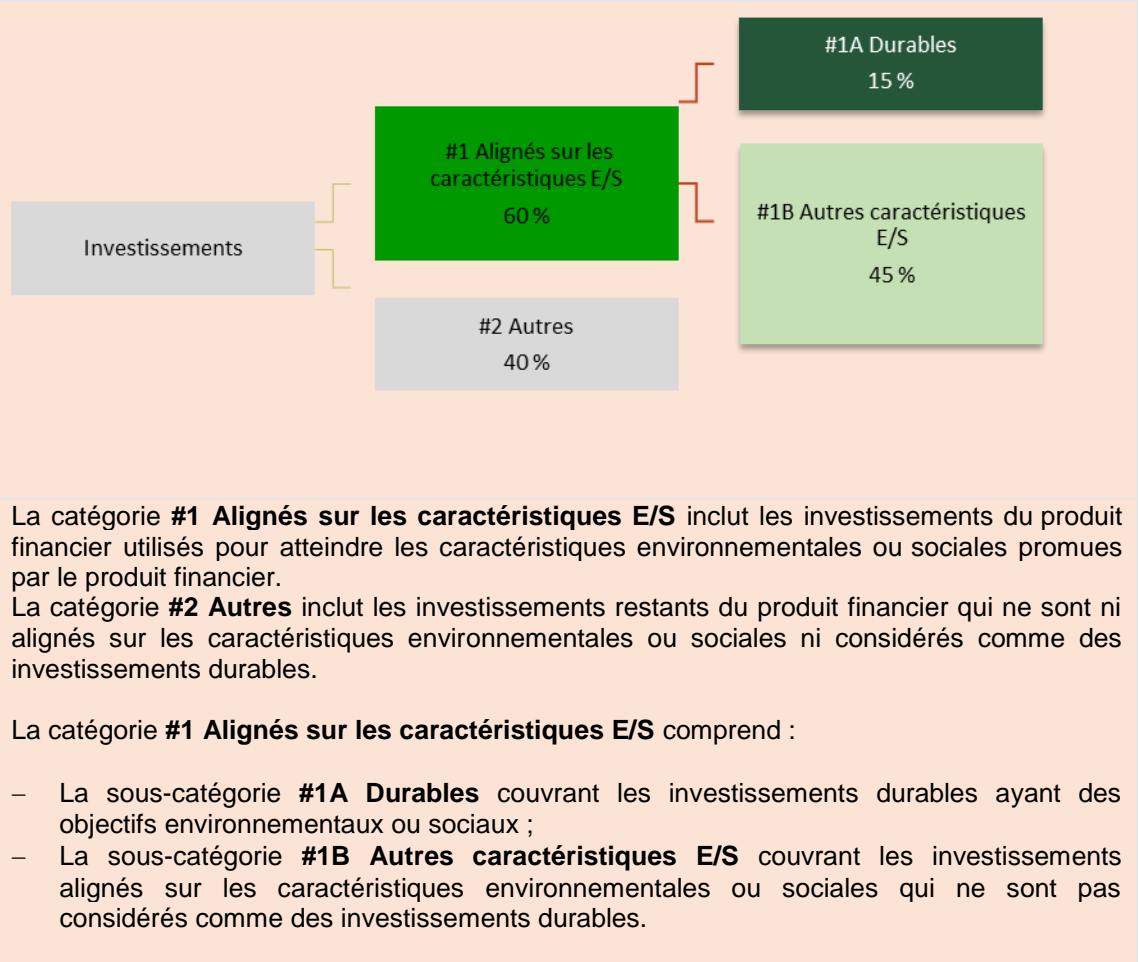 #1A Durables
15 %
#1 Alignés sur les
caractéristiques E/S
60 %
#1B Autres caractéristiques
E/S
45 %
Investissements
#2 Autres
40 %
La catégorie #1 Alignés sur les caractéristiques E/S inclut les investissements du produit
financier utilisés pour atteindre les caractéristiques environnementales ou sociales promues
par le produit financier.
La catégorie #2 Autres inclut les investissements restants du produit financier qui ne sont ni
alignés sur les caractéristiques environnementales ou sociales ni considérés comme des
investissements durables.
La catégorie #1 Alignés sur les caractéristiques E/S comprend :
– La sous-catégorie #1A Durables couvrant les investissements durables ayant des
objectifs environnementaux ou sociaux ;
– La sous-catégorie #1B Autres caractéristiques E/S couvrant les investissements
alignés sur les caractéristiques environnementales ou sociales qui ne sont pas
considérés comme des investissements durables.